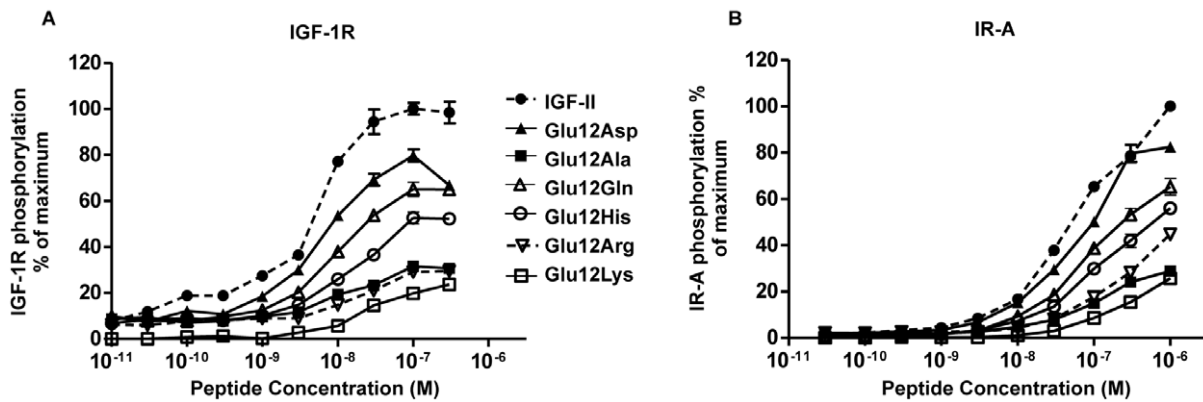 A
IGF-1R
IGF-1R phosphorylation
% of maximum
120
100
80
60
40
20
0
10-11
10-10
10-9
10-8
10-7
10-6
Peptide Concentration (M)
IGF-II
Glu12Asp
Glu12Ala
Glu12Gln
Glu12His
Glu12Arg
Glu12Lys
B
IR-A
IR-A phosphorylation %
of maximum
120
100
80
60
40
20
0
10-11
10-10
10-9
10-8
10-7
10-6
Peptide Concentration (M)